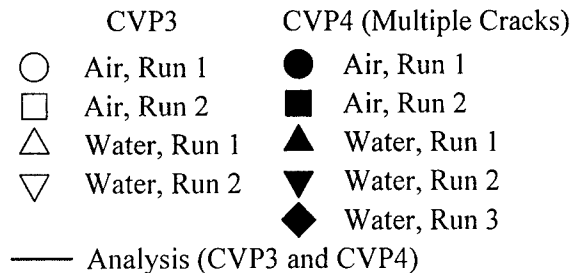 CVP3 CVP4 (Multiple Cracks)
Air, Run 1 Air, Run 1
Air, Run 2 Air, Run 2
Water, Run 1 Water, Run 1
Water, Run 2 Water, Run 2
Water, Run 3
Analysis (CVP3 and CVP4)